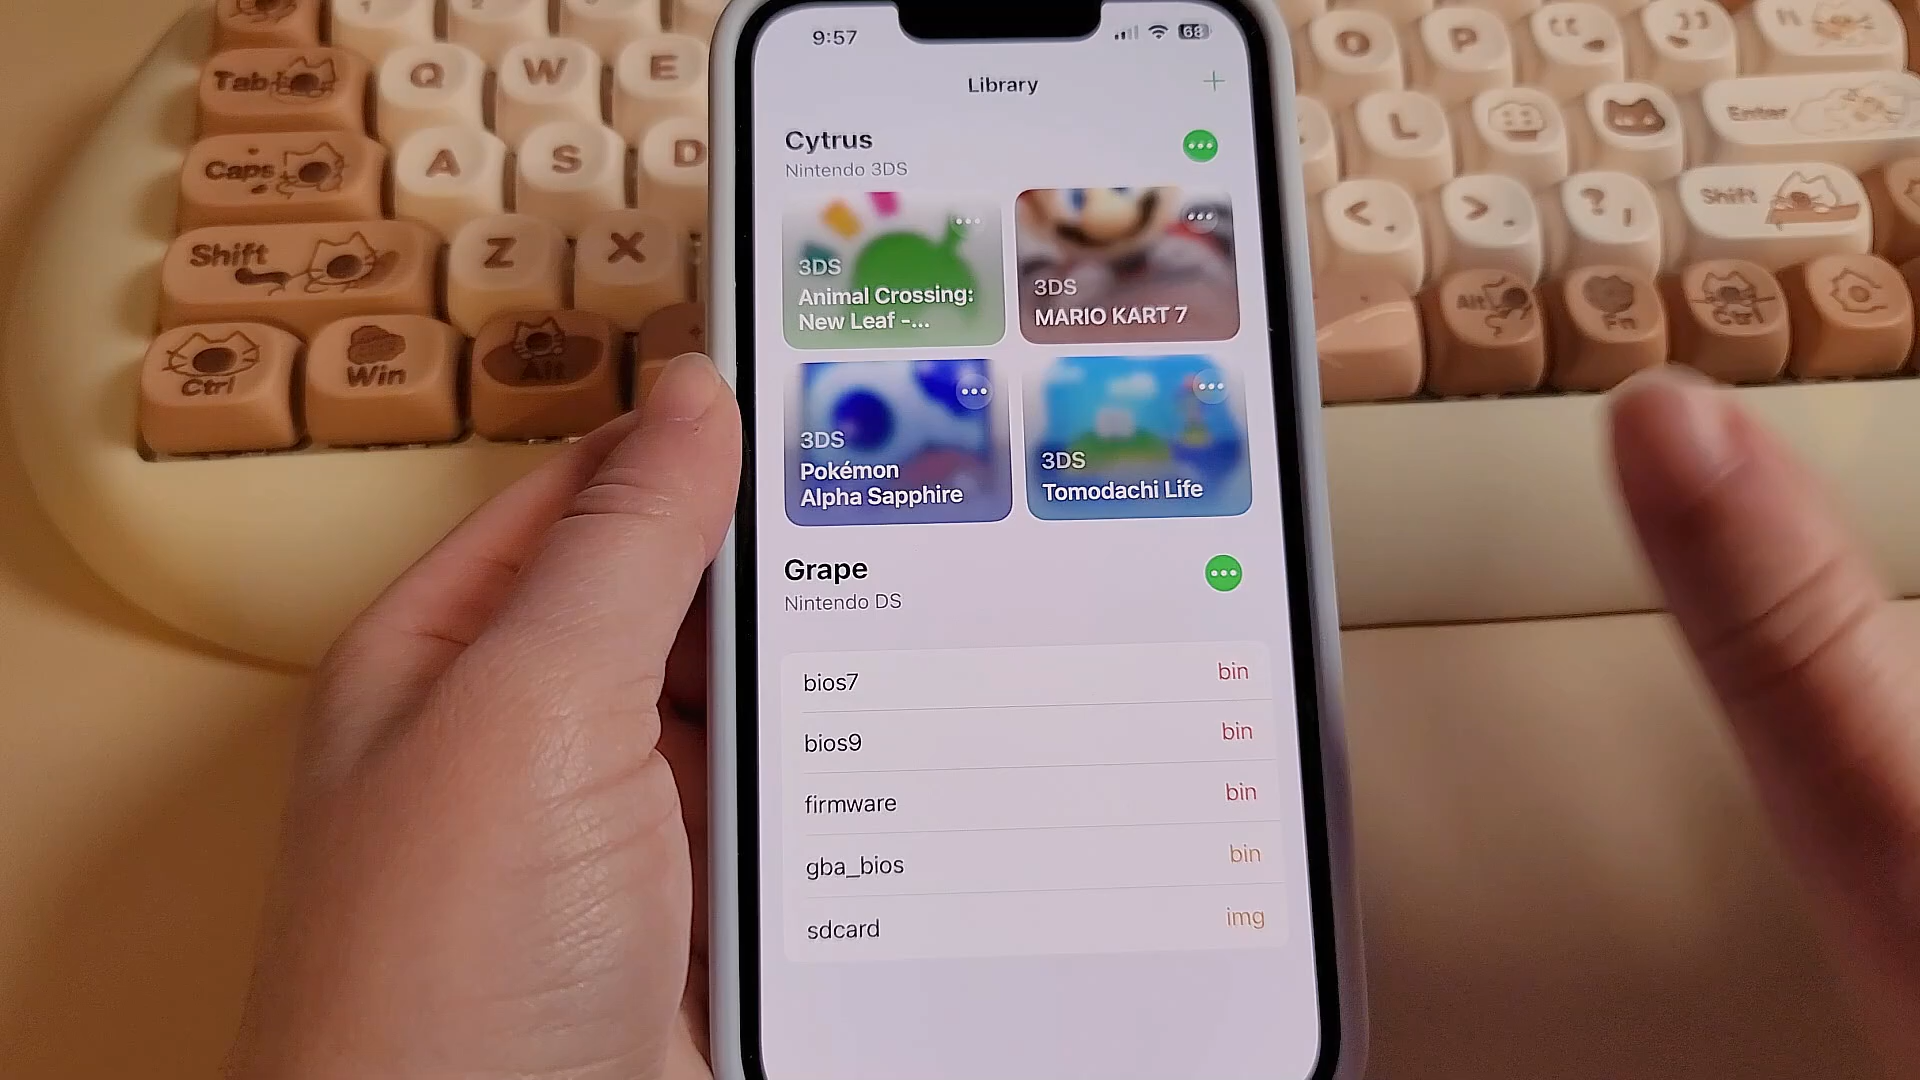 9:57
68
Library
+
Cytrus
Nintendo 3DS
3DS
Animal Crossing:
New Leaf -...
3DS
MARIO KART 7
3DS
Pokémon
Alpha Sapphire
3DS
Tomodachi Life
Grape
Nintendo DS
bios7 bin
bios9 bin
firmware bin
gba_bios bin
sdcard img
Tab
Q
W
E
Caps
A
S
D
Shift
Z
X
Ctrl
Win
Alt
O
P
L
Enter
< ,
> .
?
Shift
Alt
Fn
Ctrl